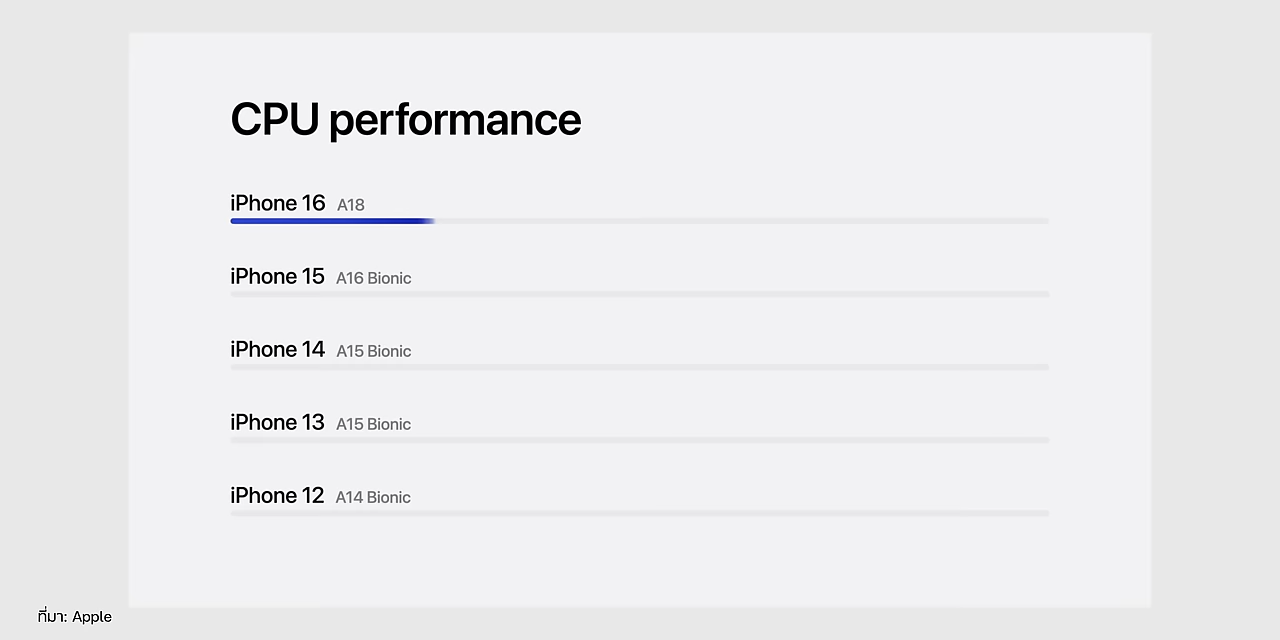 CPU performance
iPhone 16 A18
iPhone 15 A16 Bionic
iPhone 14 A15 Bionic
iPhone 13 A15 Bionic
iPhone 12 A14 Bionic
ที่มา: Apple